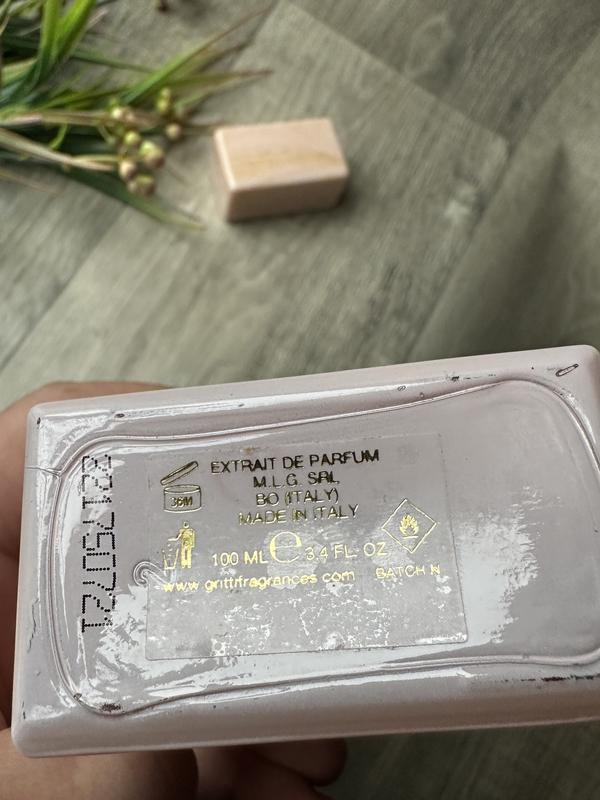 36M
EXTRAIT DE PARFUM
M.L.G. SRL
BO (ITALY)
MADE IN ITALY
100 ML e 3.4 FL. OZ
www.grittifragrances.com
BATCH N